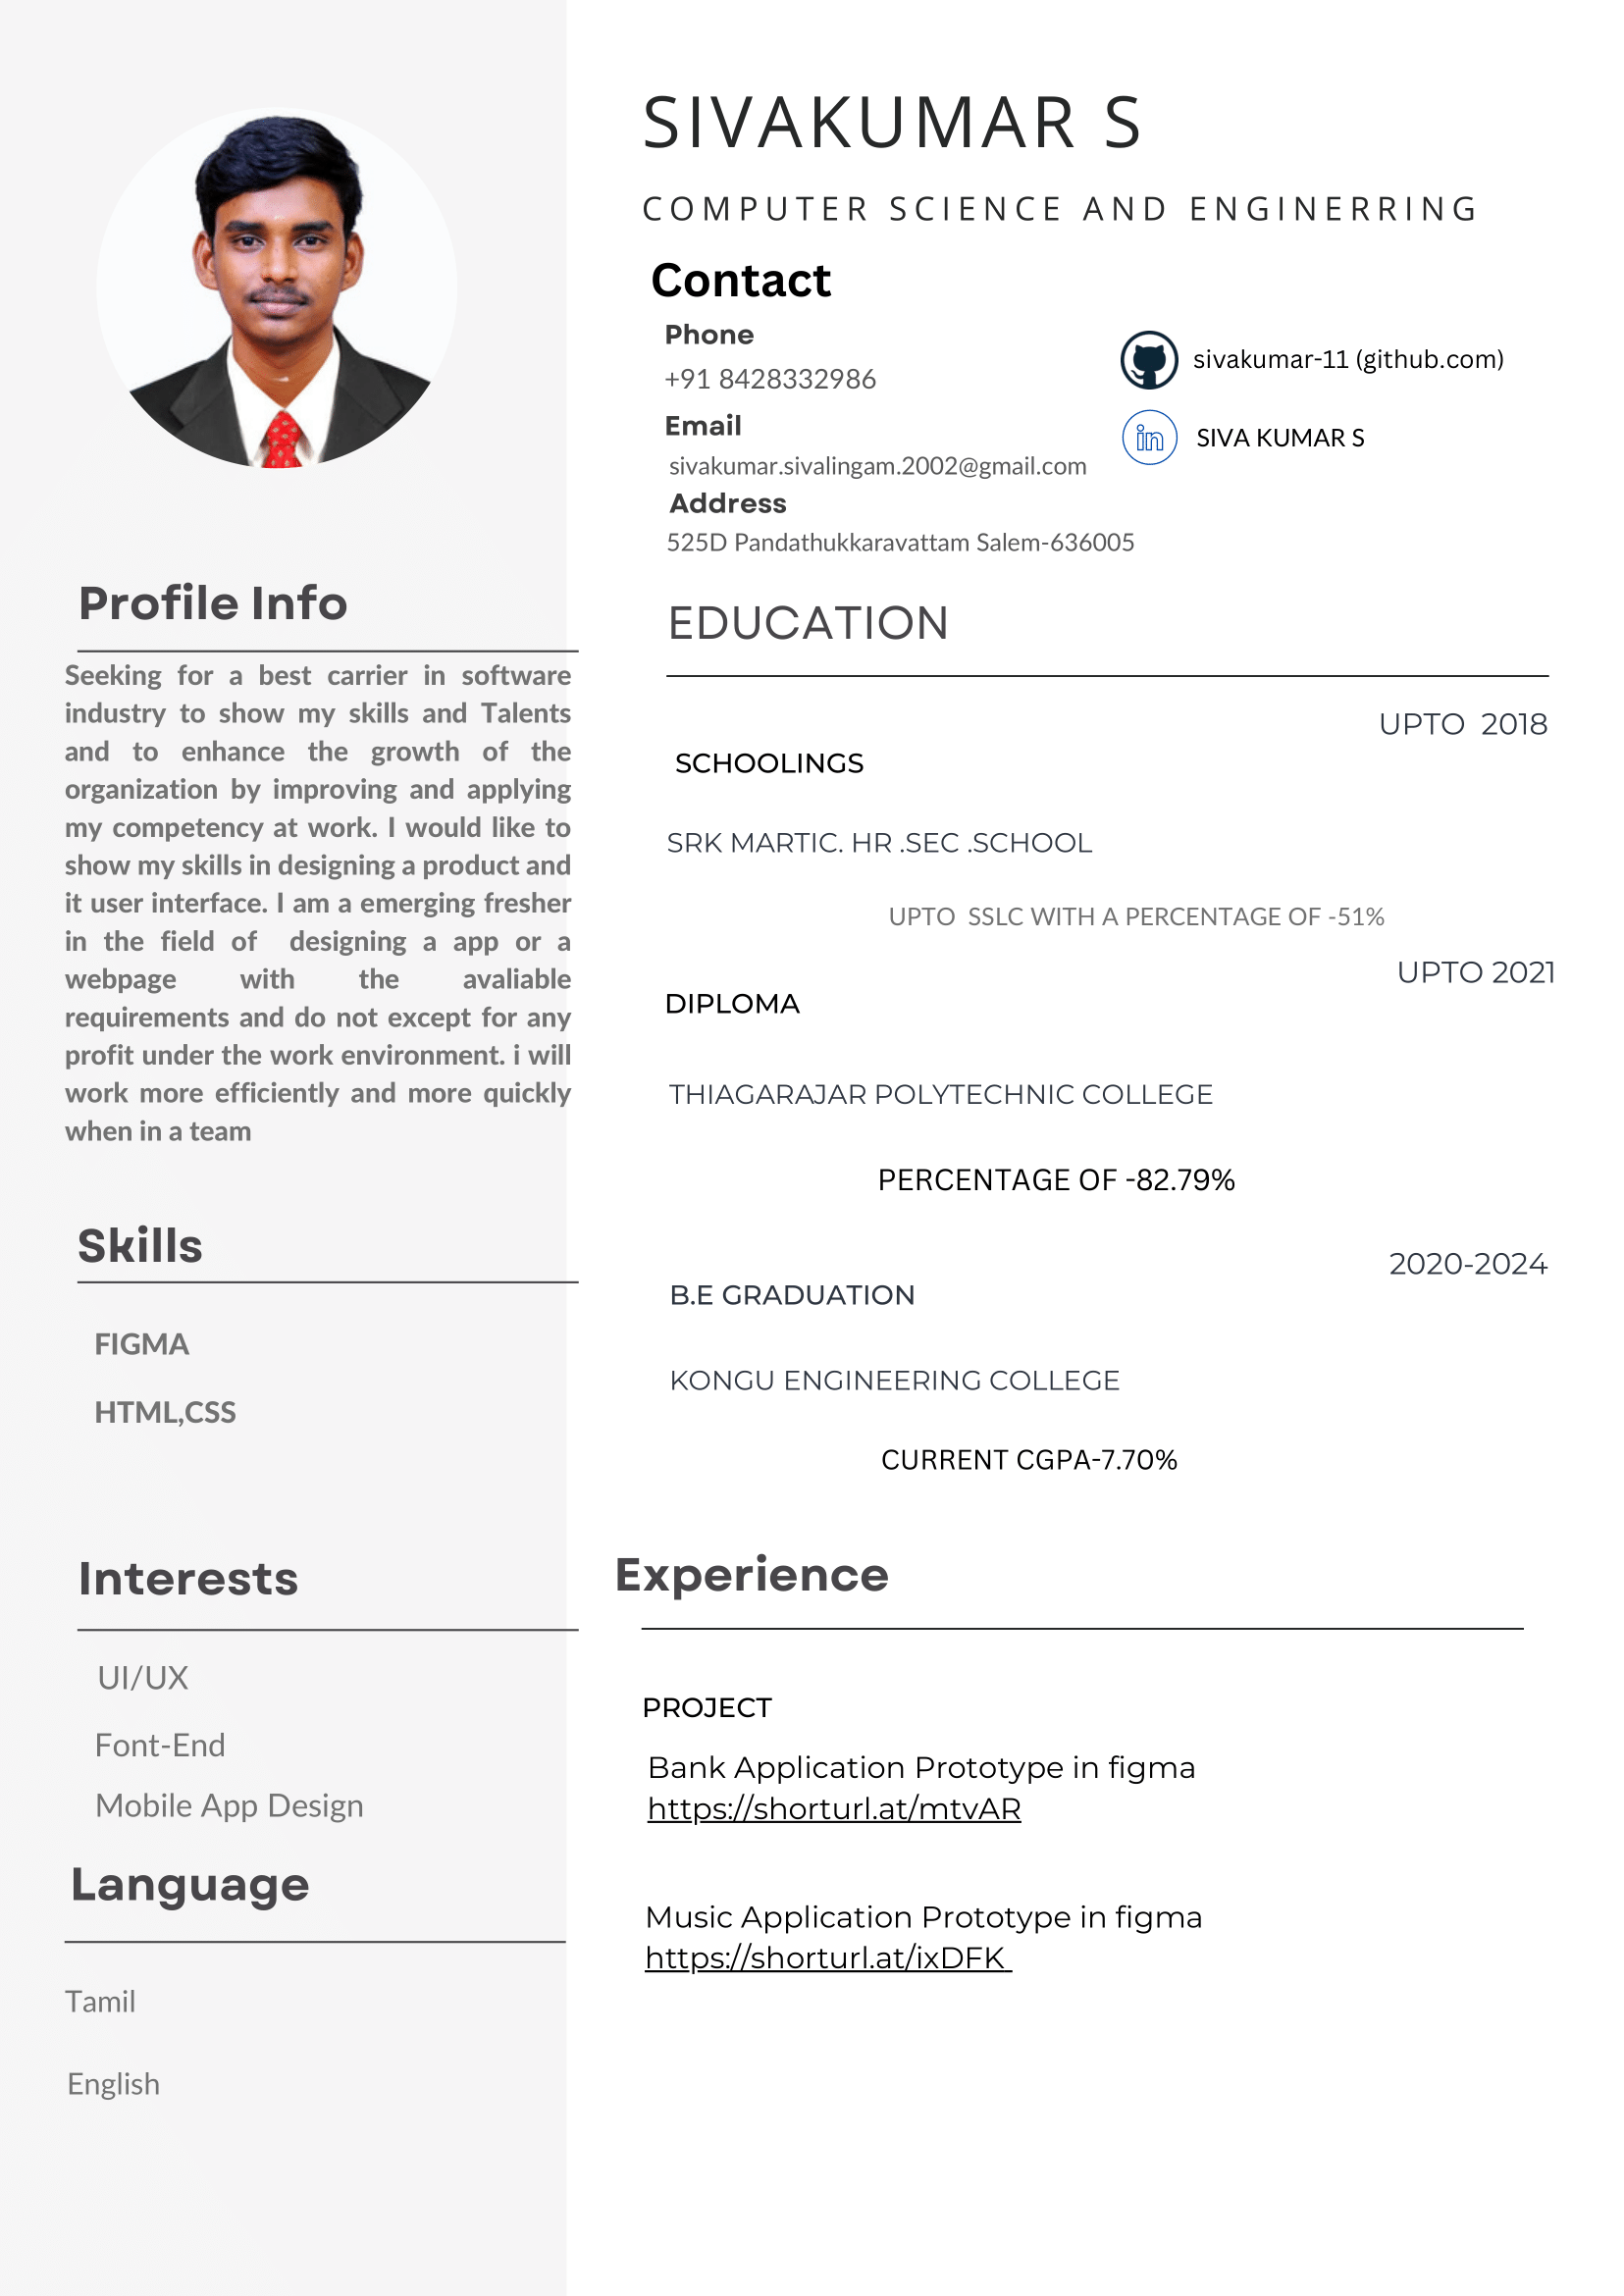 SIVAKUMAR S
COMPUTER SCIENCE AND ENGINERRING
Contact
Phone
+91 8428332986
Email
sivakumar.sivalingam.2002@gmail.com
Address
525D Pandathukkaravattam Salem-636005
sivakumar-11 (github.com)
in
SIVA KUMAR S
Profile Info
Seeking for a best carrier in software
industry to show my skills and Talents
and to enhance the growth of the
organization by improving and applying
my competency at work. I would like to
show my skills in designing a product and
it user interface. I am a emerging fresher
in the field of designing a app or a
webpage with the avaliable
requirements and do not except for any
profit under the work environment. i will
work more efficiently and more quickly
when in a team
Skills
FIGMA
HTML,CSS
Interests
UI/UX
Font-End
Mobile App Design
Language
Tamil
English
EDUCATION
UPTO 2018
SCHOOLINGS
SRK MARTIC. HR .SEC .SCHOOL
UPTO SSLC WITH A PERCENTAGE OF -51%
UPTO 2021
DIPLOMA
THIAGARAJAR POLYTECHNIC COLLEGE
PERCENTAGE OF -82.79%
2020-2024
B.E GRADUATION
KONGU ENGINEERING COLLEGE
CURRENT CGPA-7.70%
Experience
PROJECT
Bank Application Prototype in figma
https://shorturl.at/mtvAR
Music Application Prototype in figma
https://shorturl.at/ixDFK